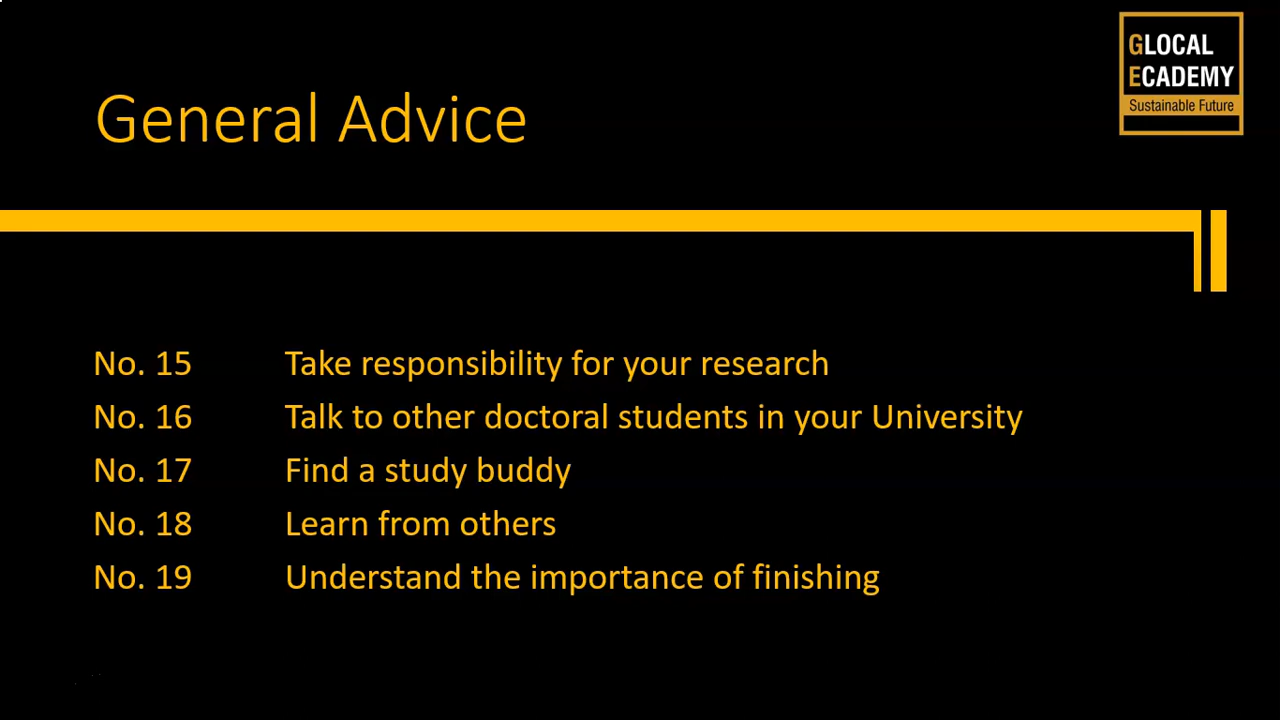 GLOCAL
ECADEMY
Sustainable Future
General Advice
No. 15 Take responsibility for your research
No. 16 Talk to other doctoral students in your University
No. 17 Find a study buddy
No. 18 Learn from others
No. 19 Understand the importance of finishing